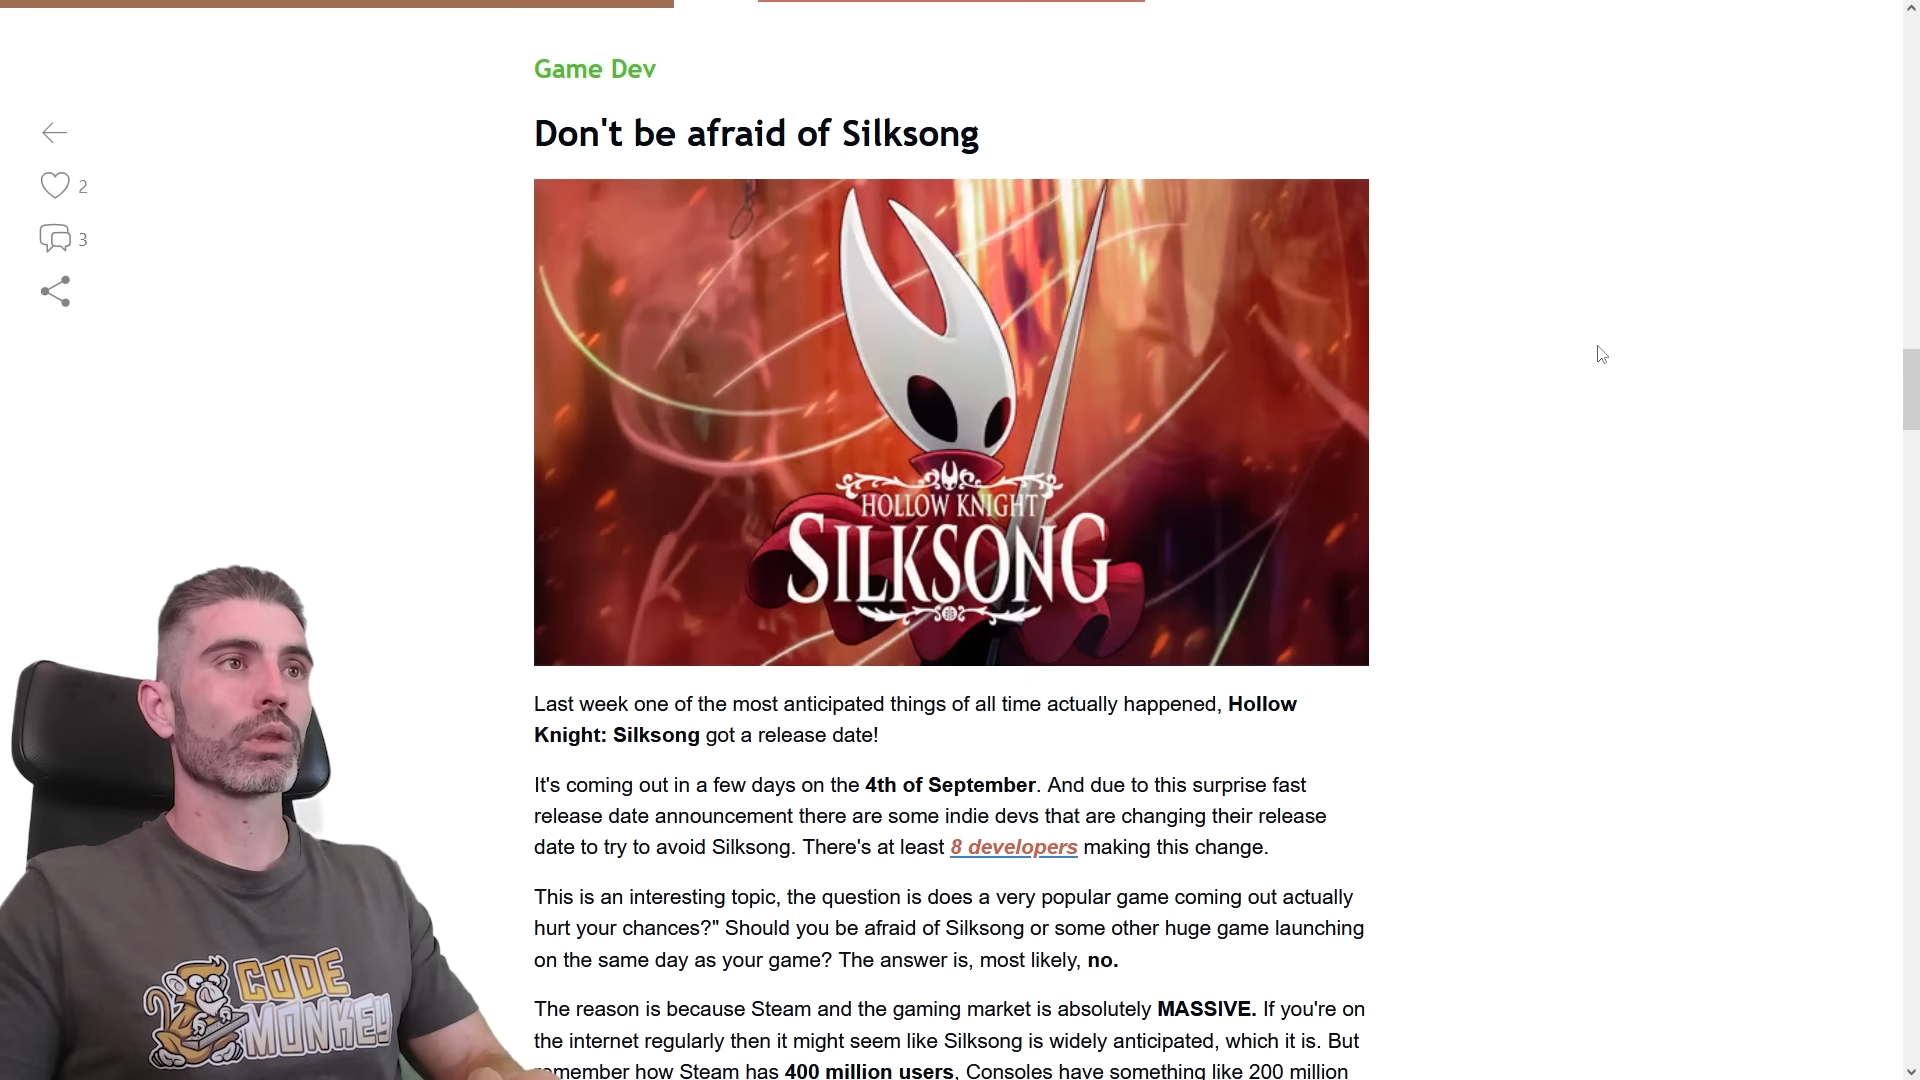 Game Dev
Don't be afraid of Silksong
2
3
HOLLOW KNIGHT
SILKSONG
Last week one of the most anticipated things of all time actually happened, Hollow
Knight: Silksong got a release date!
It's coming out in a few days on the 4th of September. And due to this surprise fast
release date announcement there are some indie devs that are changing their release
date to try to avoid Silksong. There's at least 8 developers making this change.
This is an interesting topic, the question is does a very popular game coming out actually
hurt your chances?" Should you be afraid of Silksong or some other huge game launching
on the same day as your game? The answer is, most likely, no.
The reason is because Steam and the gaming market is absolutely MASSIVE. If you're on
the internet regularly then it might seem like Silksong is widely anticipated, which it is. But
how Steam has 400 million users, Consoles have something like 200 million
CODE
MONKEY